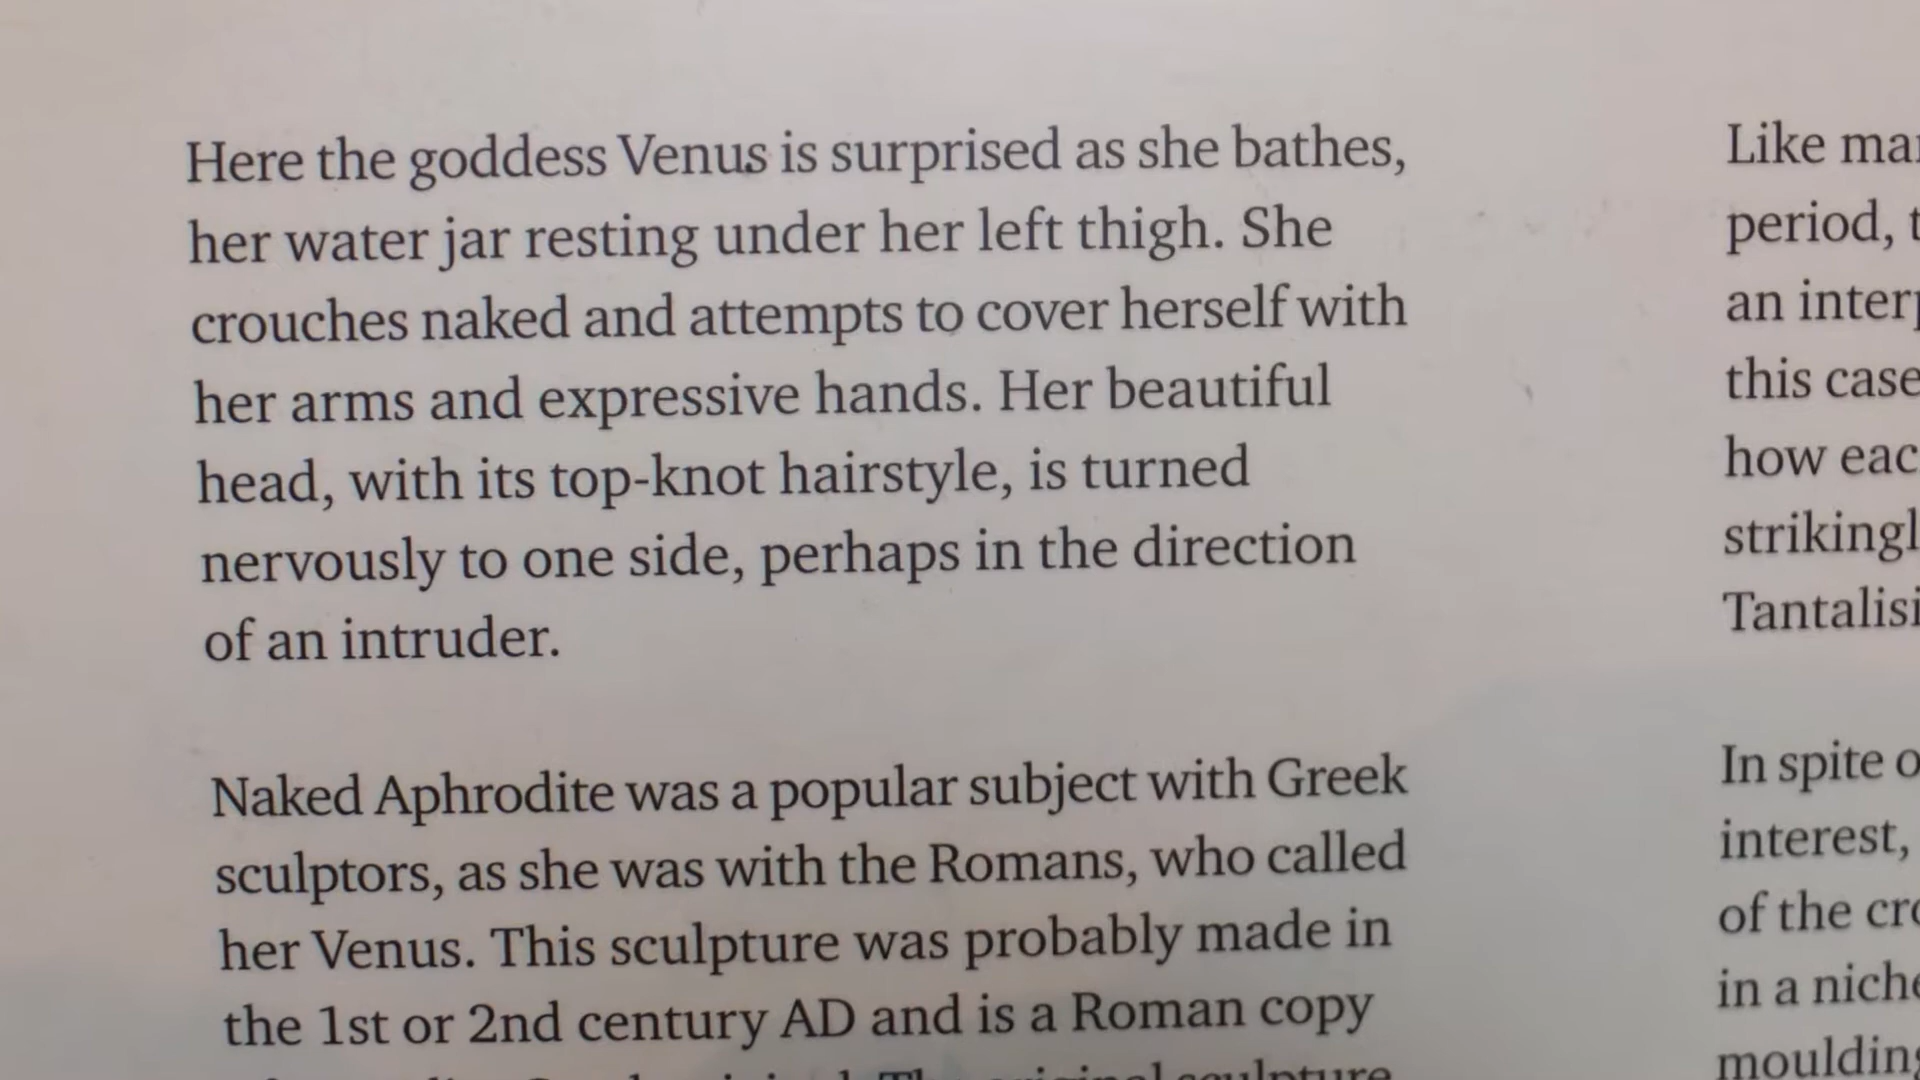 Here the goddess Venus is surprised as she bathes,
her water jar resting under her left thigh. She
crouches naked and attempts to cover herself with
her arms and expressive hands. Her beautiful
head, with its top-knot hairstyle, is turned
nervously to one side, perhaps in the direction
of an intruder.
Naked Aphrodite was a popular subject with Greek
sculptors, as she was with the Romans, who called
her Venus. This sculpture was probably made in
the 1st or 2nd century AD and is a Roman copy
original sculpture
Like
period,
an
this case
how
In spite
interest,
of the
in a